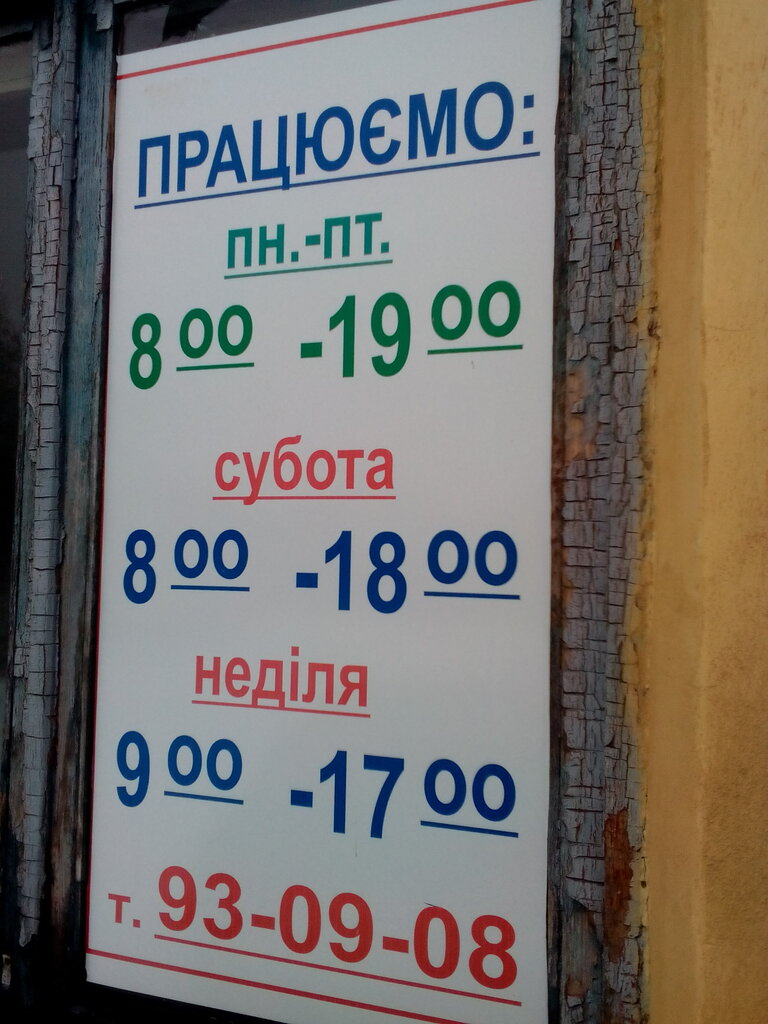 ПРАЦЮЄМО:
пн.-пт.
8 00 -19 00
субота
8 00 -18 00
неділя
9 00 -17 00
т. 93-09-08